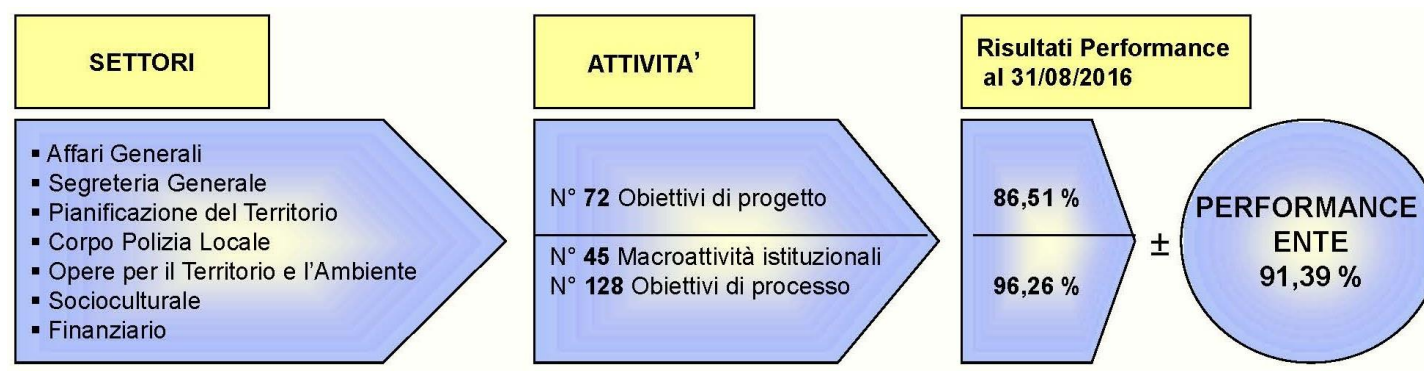 SETTORI
▪ Affari Generali
▪ Segreteria Generale
▪ Pianificazione del Territorio
▪ Corpo Polizia Locale
▪ Opere per il Territorio e l'Ambiente
▪ Socioculturale
▪ Finanziario
ATTIVITA'
N° 72 Obiettivi di progetto
N° 45 Macroattività istituzionali
N° 128 Obiettivi di processo
Risultati Performance
al 31/08/2016
86,51 %
96,26 %
±
PERFORMANCE
ENTE
91,39 %